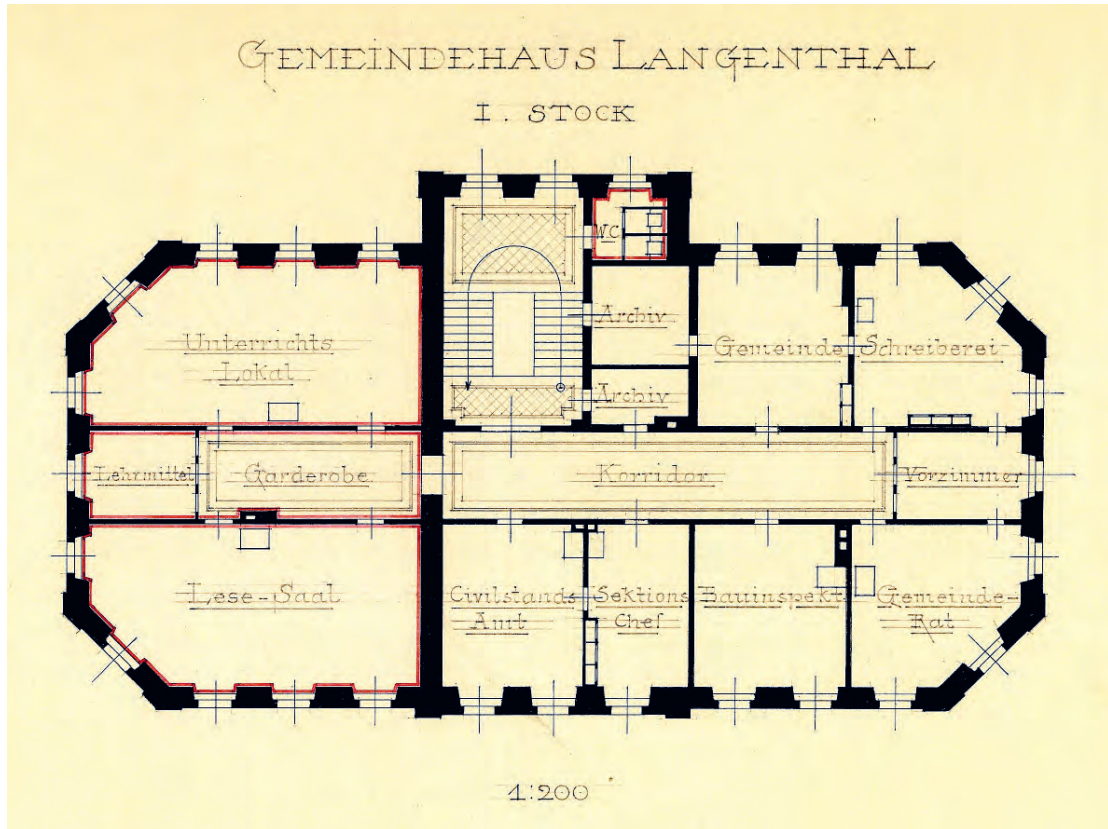 GEMEINDEHAUS LANGENTHAL
I. STOCK
WC
Unterrichts
Lokal
Archiv
Gemeinde
Schreiberei
Archiv
Lehrmittel
Garderobe
Korridor
Vorzimmer
Lese-Saal
Civilstands
Amt
Sektions
Chef
Bauinspekt.
Gemeinde-
Rat
1:200